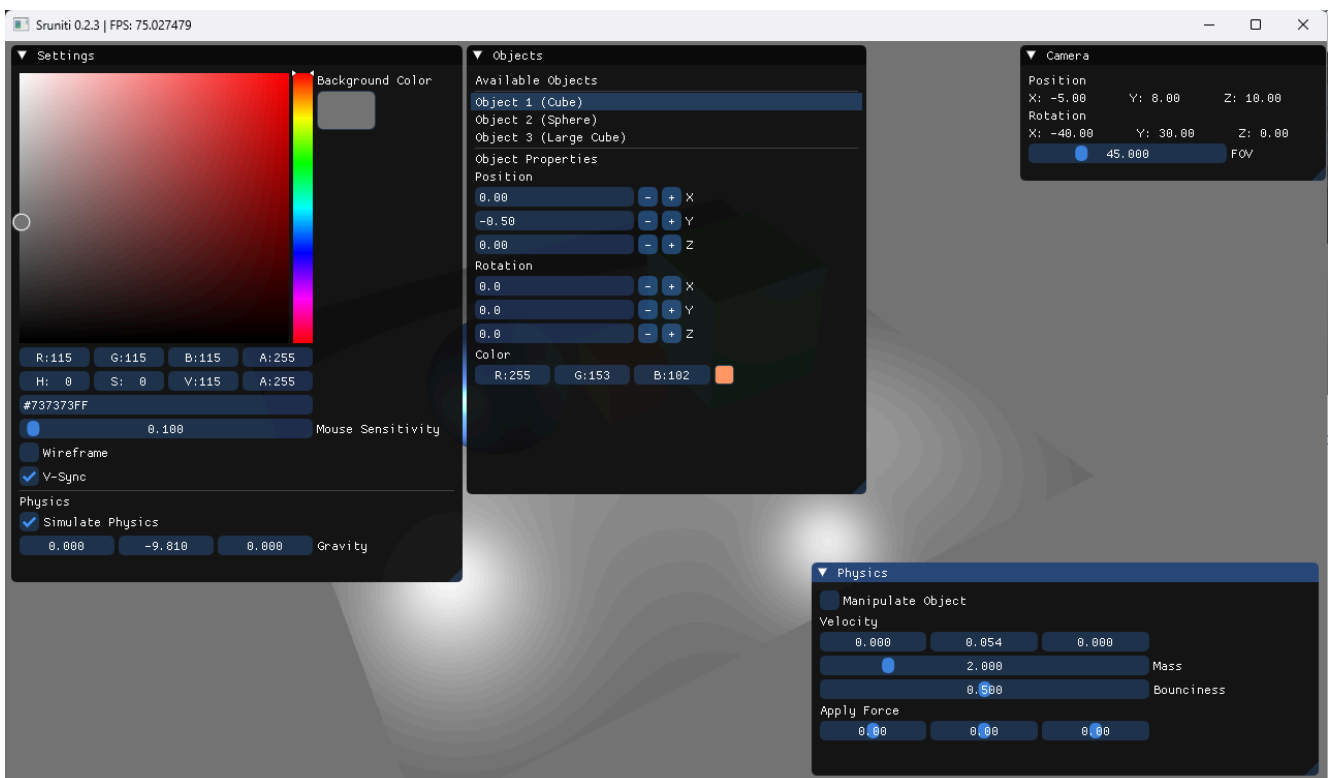 Sruniti 0.2.3 | FPS: 75.027479
Settings
Background Color
R:115 G:115 B:115 A:255
H: 0 S: 0 V:115 A:255
#737373FF
0.100 Mouse Sensitivity
Wireframe
V-Sync
Physics
Simulate Physics
0.000 -9.810 0.000 Gravity
Objects
Available Objects
Object 1 (Cube)
Object 2 (Sphere)
Object 3 (Large Cube)
Object Properties
Position
0.00 - + X
-0.50 - + Y
0.00 - + Z
Rotation
0.0 - + X
0.0 - + Y
0.0 - + Z
Color
R:255 G:153 B:102
Camera
Position
X: -5.00 Y: 8.00 Z: 10.00
Rotation
X: -40.00 Y: 30.00 Z: 0.00
45.000 FOV
Physics
Manipulate Object
Velocity
0.000 0.054 0.000
2.000 Mass
0.500 Bounciness
Apply Force
0.00 0.00 0.00